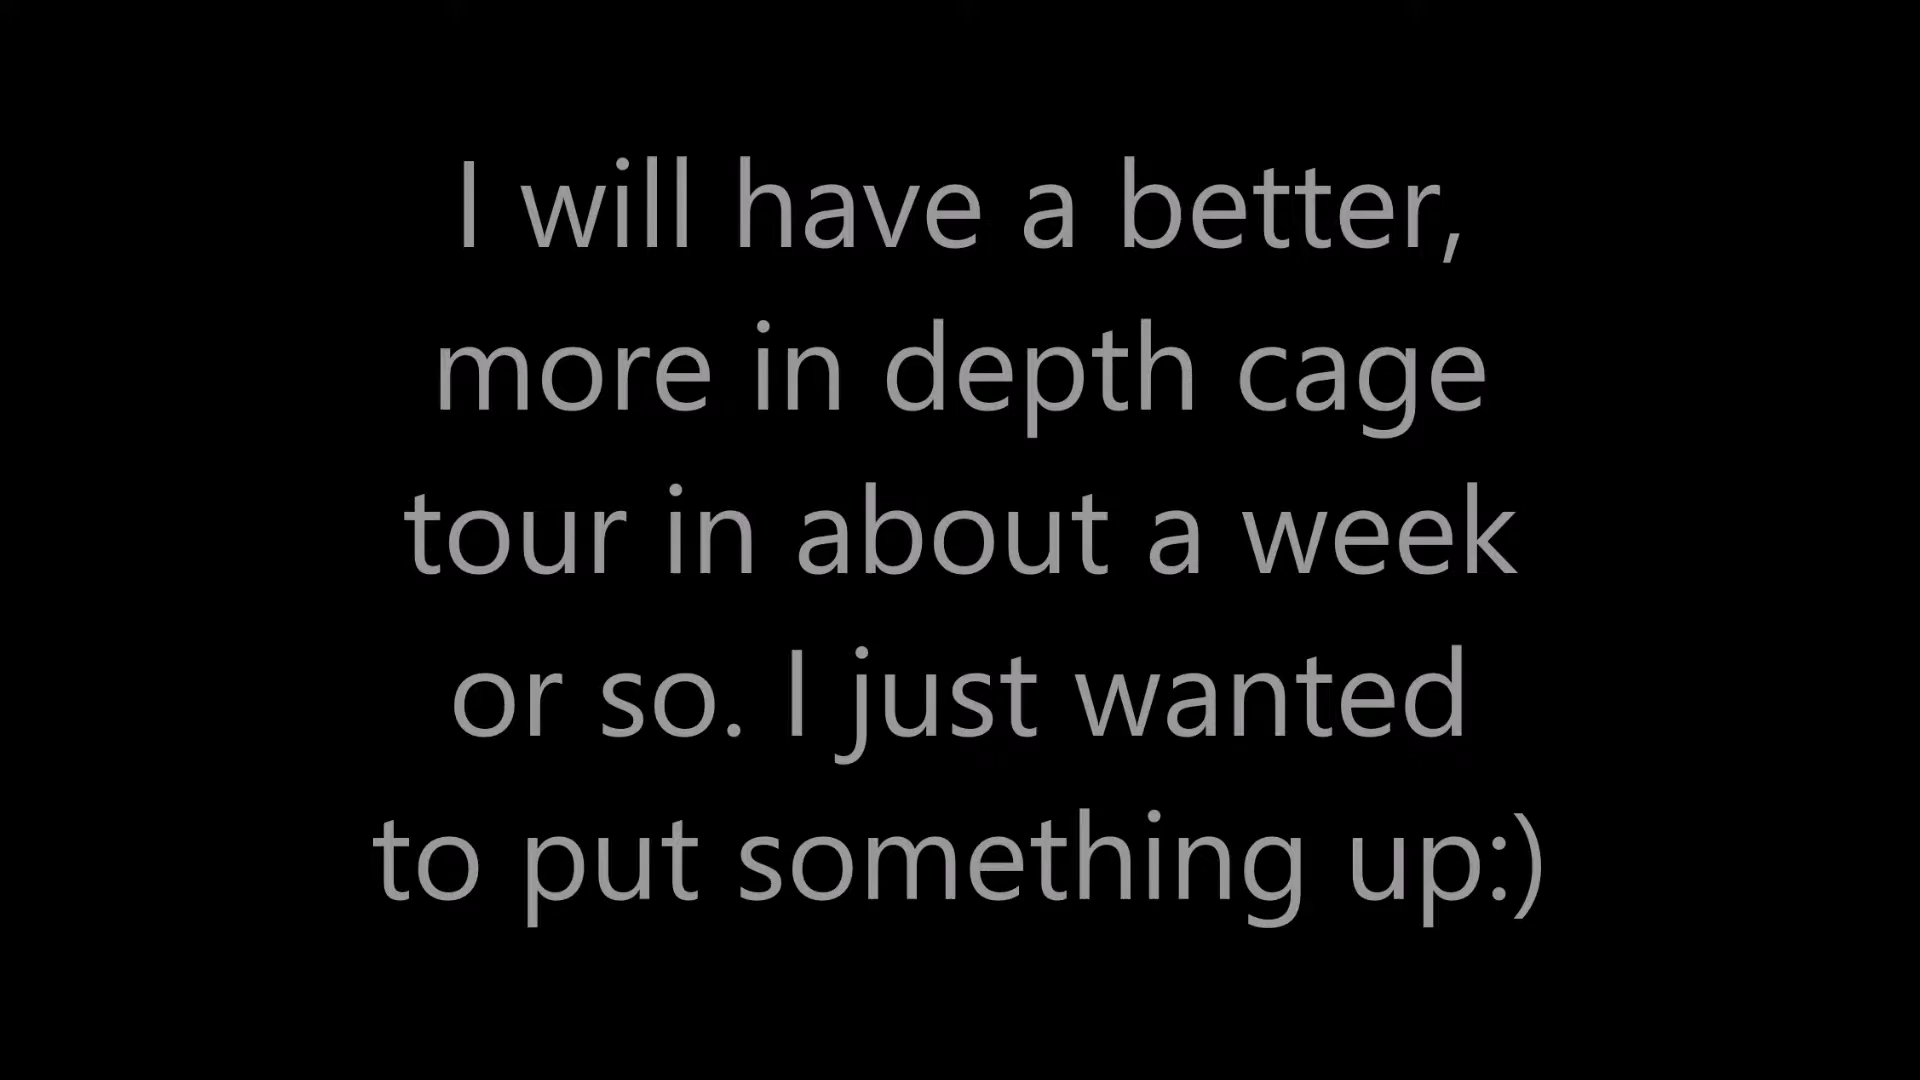 I will have a better,
more in depth cage
tour in about a week
or so. I just wanted
to put something up:)